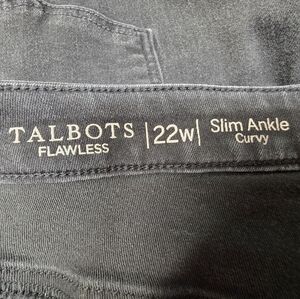 TALBOTS
FLAWLESS
|22w|
Slim Ankle
Curvy